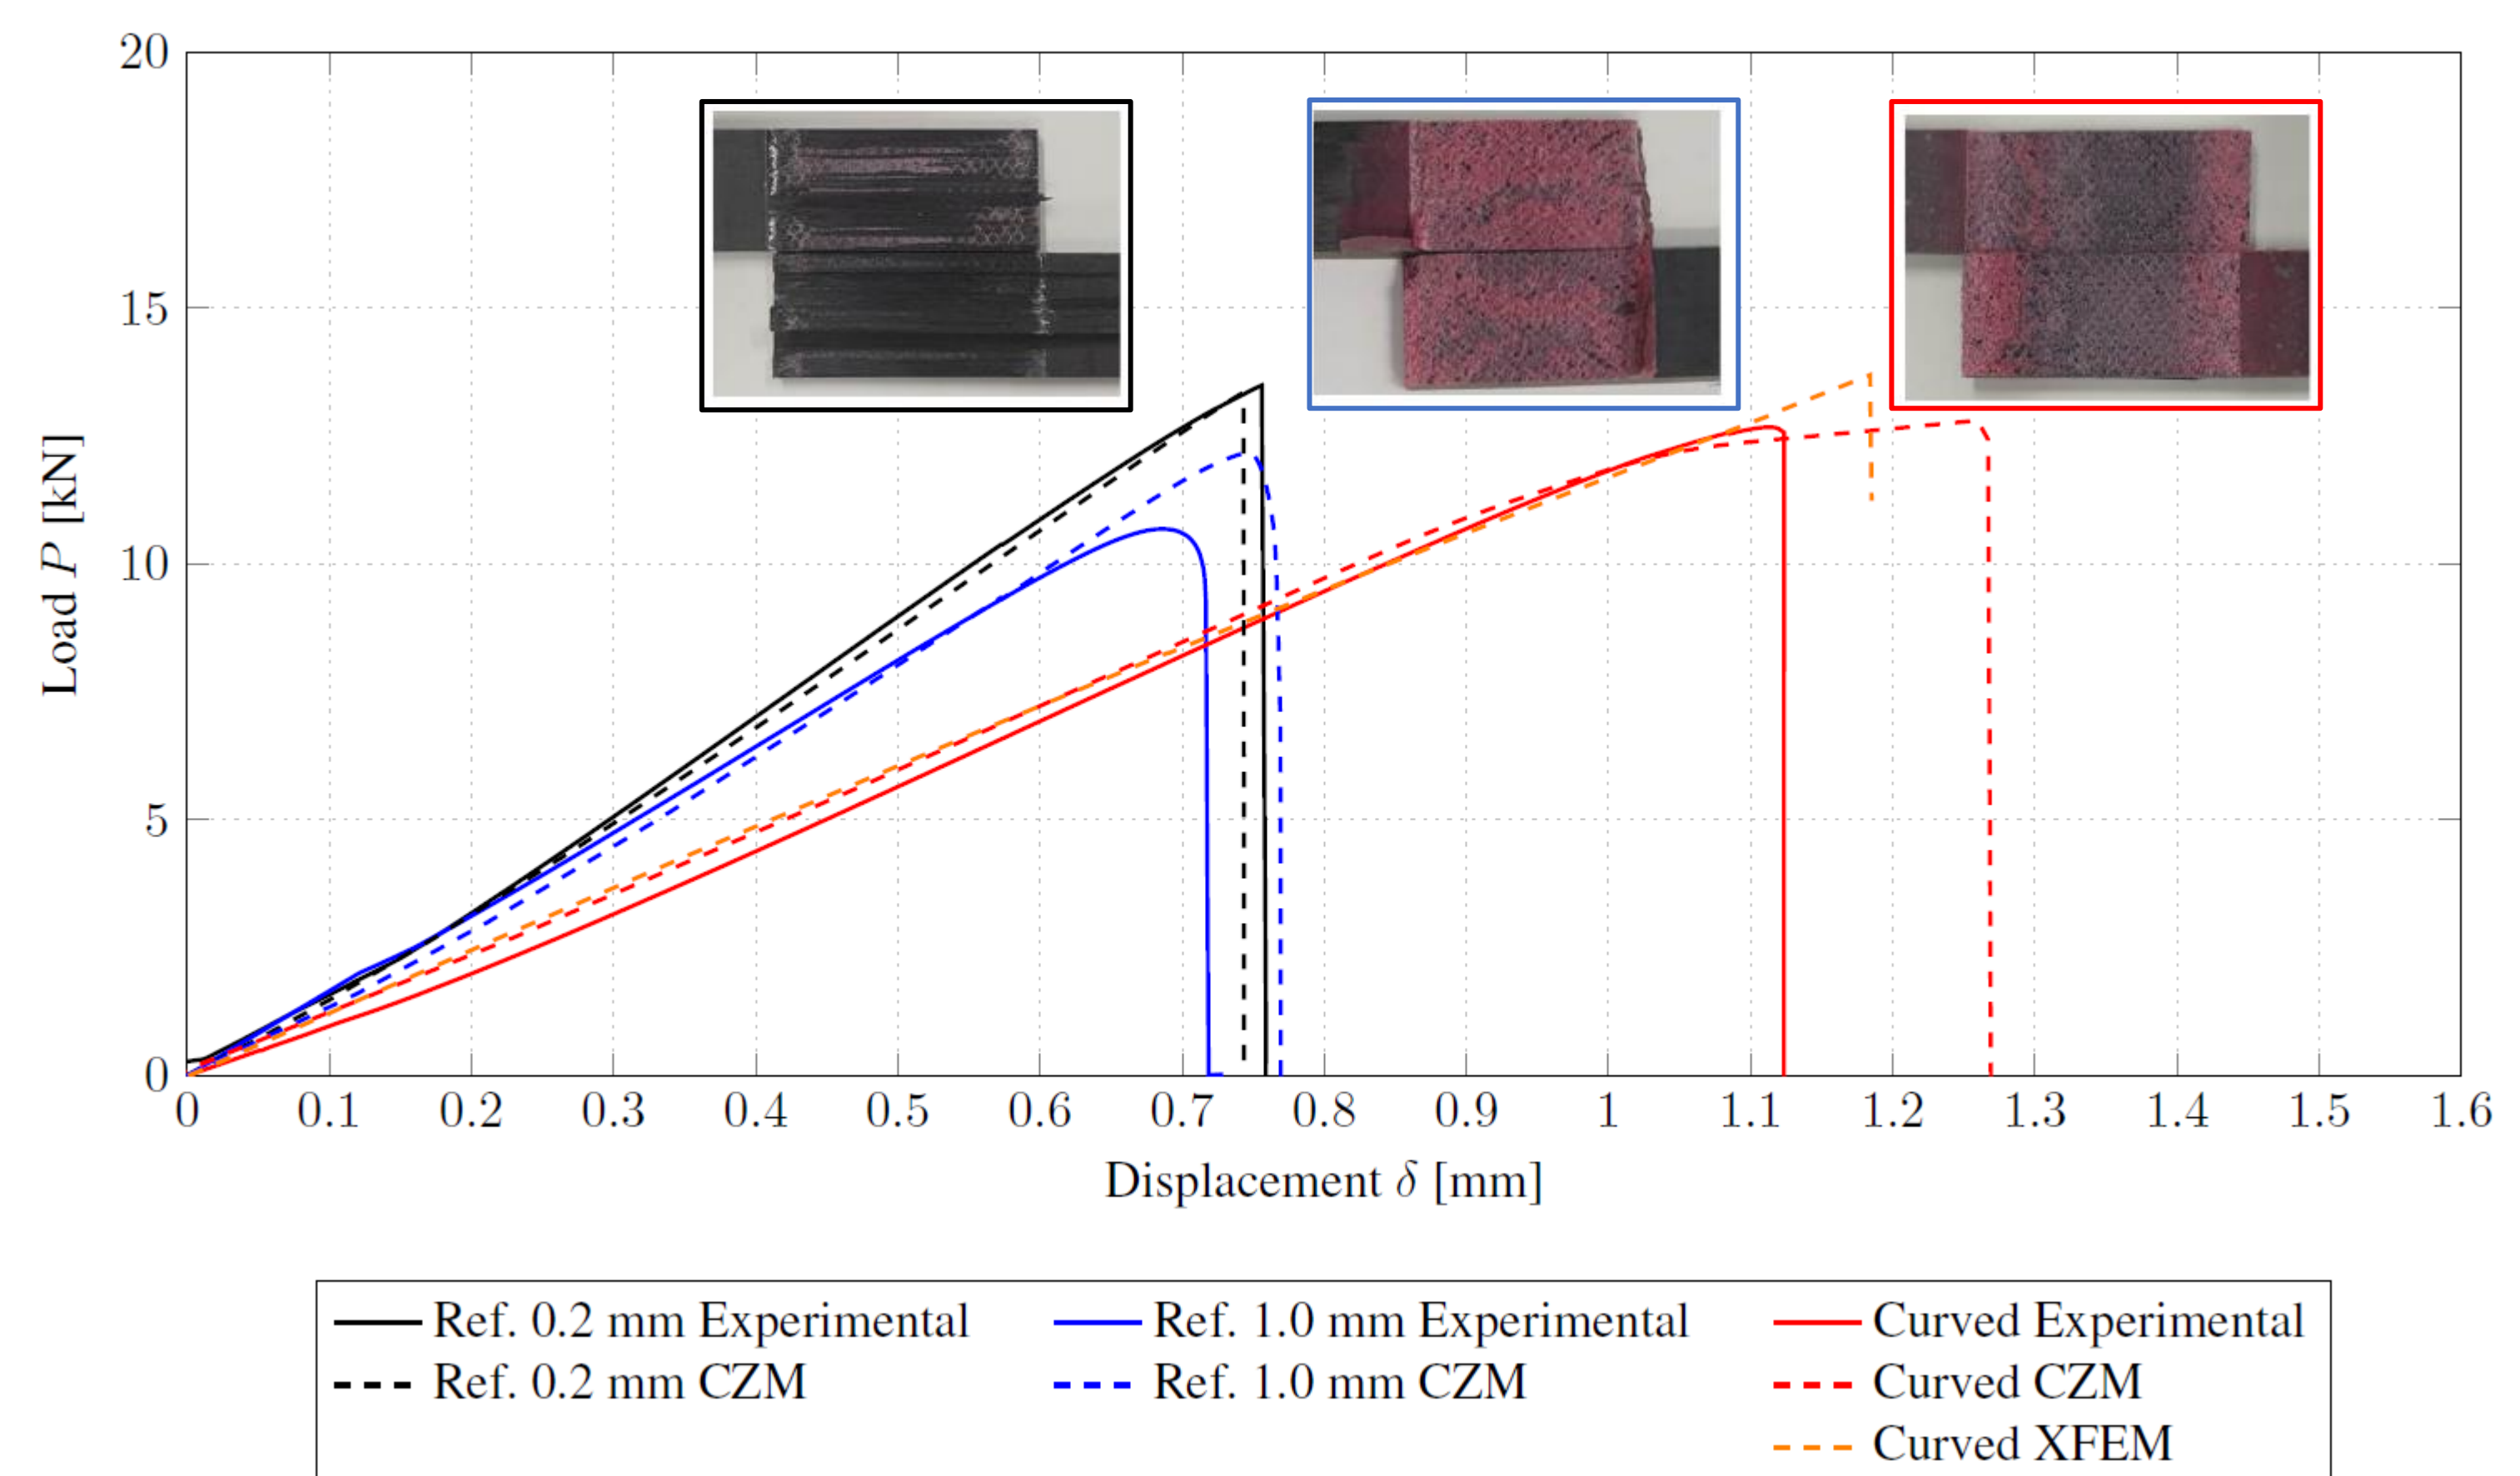 20
15
10
5
0
Load P [kN]
0 0.1 0.2 0.3 0.4 0.5 0.6 0.7 0.8 0.9 1 1.1 1.2 1.3 1.4 1.5 1.6
Displacement δ [mm]
Ref. 0.2 mm Experimental Ref. 1.0 mm Experimental Curved Experimental
Ref. 0.2 mm CZM Ref. 1.0 mm CZM Curved CZM
Curved XFEM